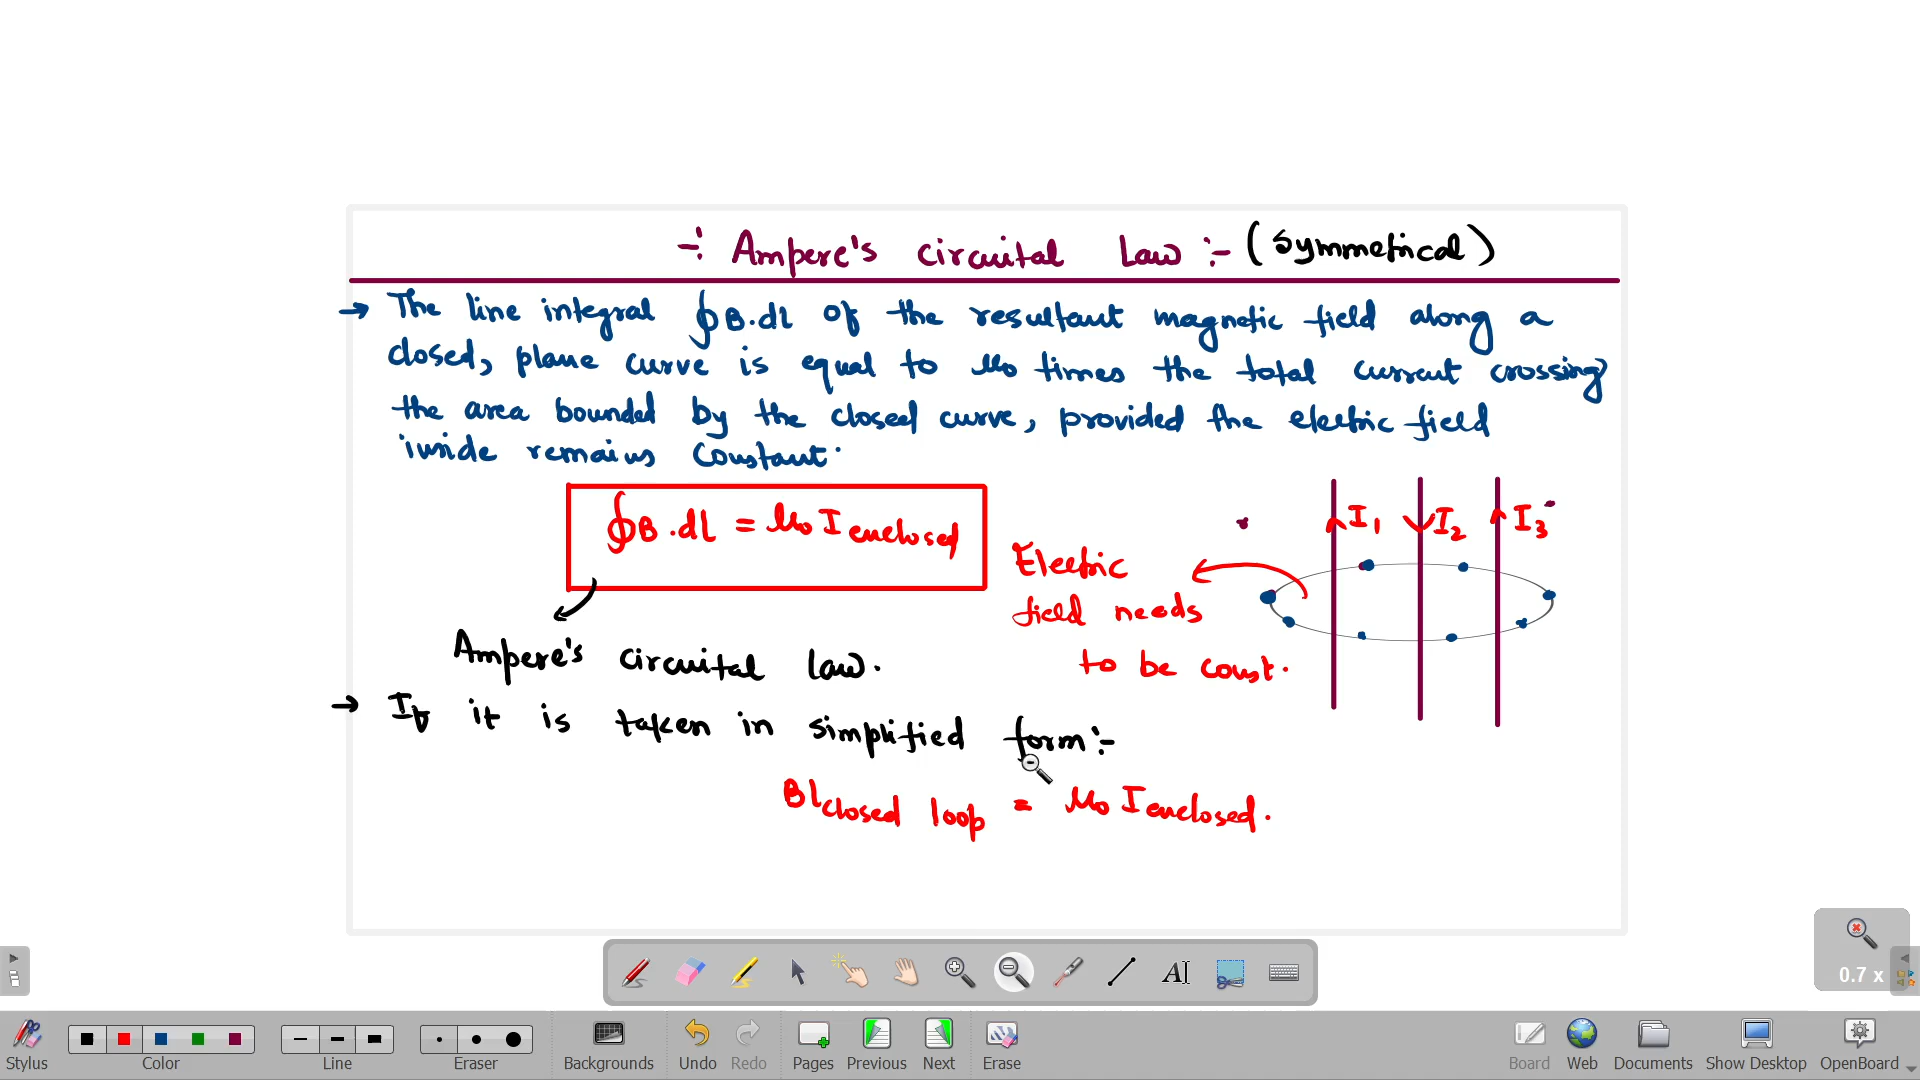 -: Ampere's circuital Law :- (Symmetrical)
→ The line integral ∮B.dl of the resultant magnetic field along a
closed, plane curve is equal to μ₀ times the total current crossing
the area bounded by the closed curve, provided the electric field
inside remains constant.
∮B.dl = μ₀ I enclosed
I₁ I₂ I₃
Electric
field needs
to be const.
Ampere's circuital law.
→ If it is taken in simplified form :-
Bl closed loop = μ₀ I enclosed.
0.7 x
Stylus Color Line Eraser Backgrounds Undo Redo Pages Previous Next Erase Board Web Documents Show Desktop OpenBoard